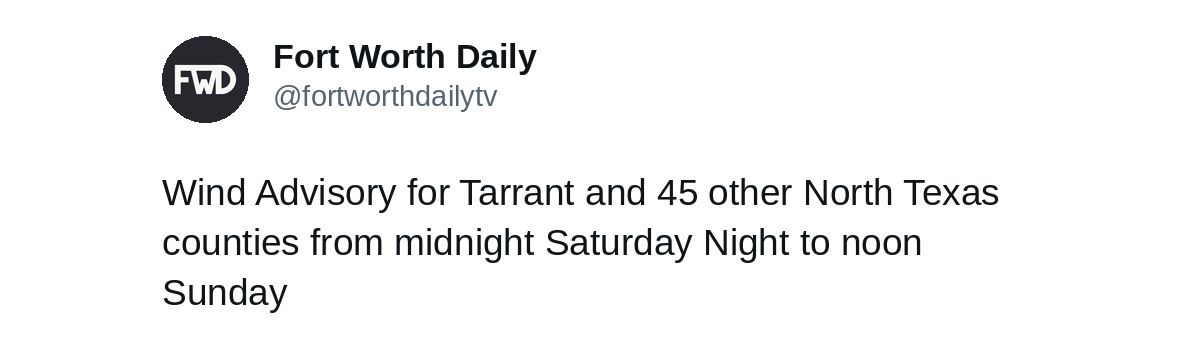 FWD
Fort Worth Daily
@fortworthdailytv
Wind Advisory for Tarrant and 45 other North Texas
counties from midnight Saturday Night to noon
Sunday